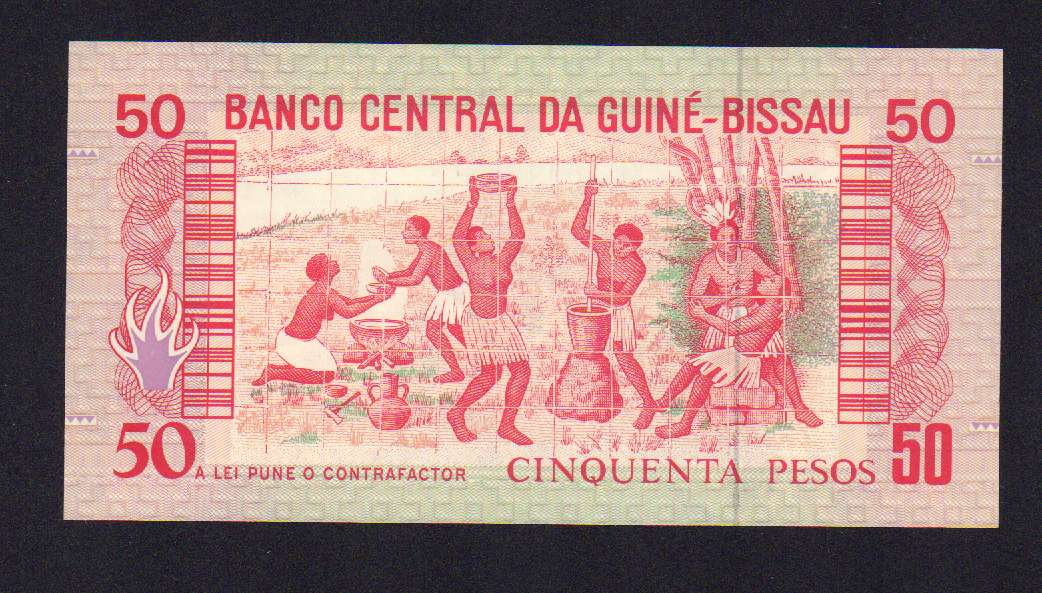 50 BANCO CENTRAL DA GUINÉ-BISSAU 50
50 A LEI PUNE O CONTRAFACTOR CINQUENTA PESOS 50